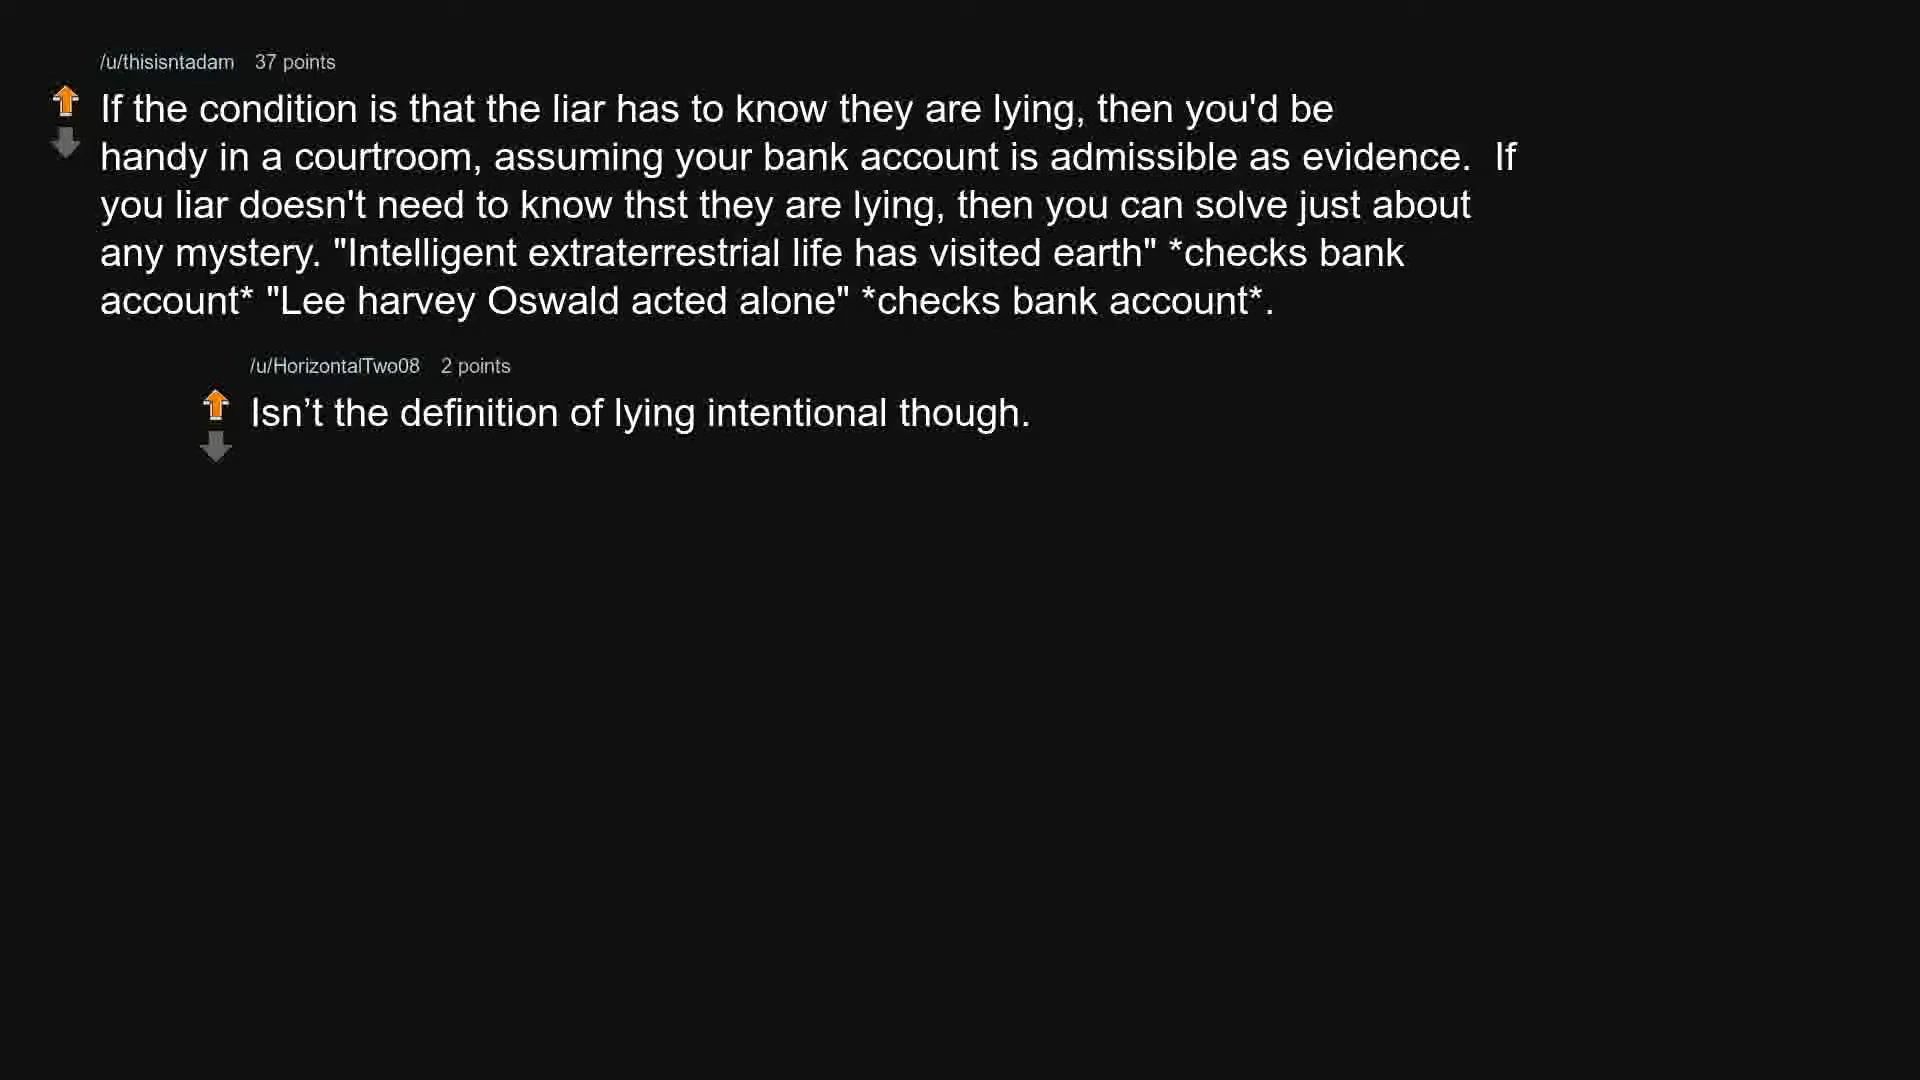 /u/thisisntadam 37 points
If the condition is that the liar has to know they are lying, then you'd be
handy in a courtroom, assuming your bank account is admissible as evidence.  If
you liar doesn't need to know thst they are lying, then you can solve just about
any mystery. "Intelligent extraterrestrial life has visited earth" *checks bank
account* "Lee harvey Oswald acted alone" *checks bank account*.
/u/HorizontalTwo08 2 points
Isn’t the definition of lying intentional though.